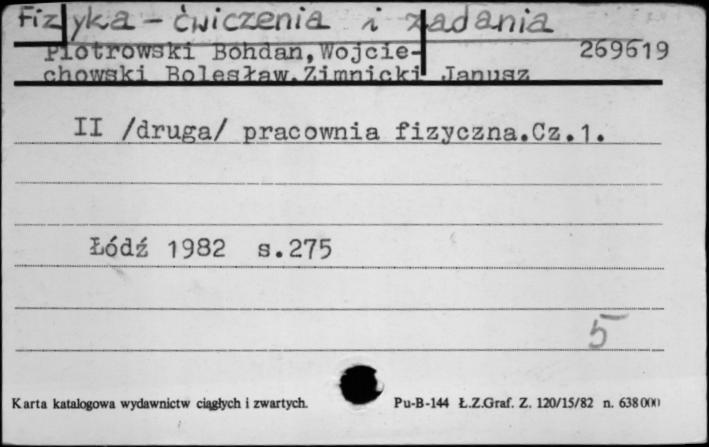 Fizyka - ćwiczenia i zadania
Piotrowski Bohdan,Wojcie- 269619
chowski Bolesław.Zimnicki Janusz
II /druga/ pracownia fizyczna.Cz.1.
Łódź 1982 s.275
5
Karta katalogowa wydawnictw ciągłych i zwartych. Pu-B-144 Ł.Z.Graf. Z. 120/15/82 n. 638000